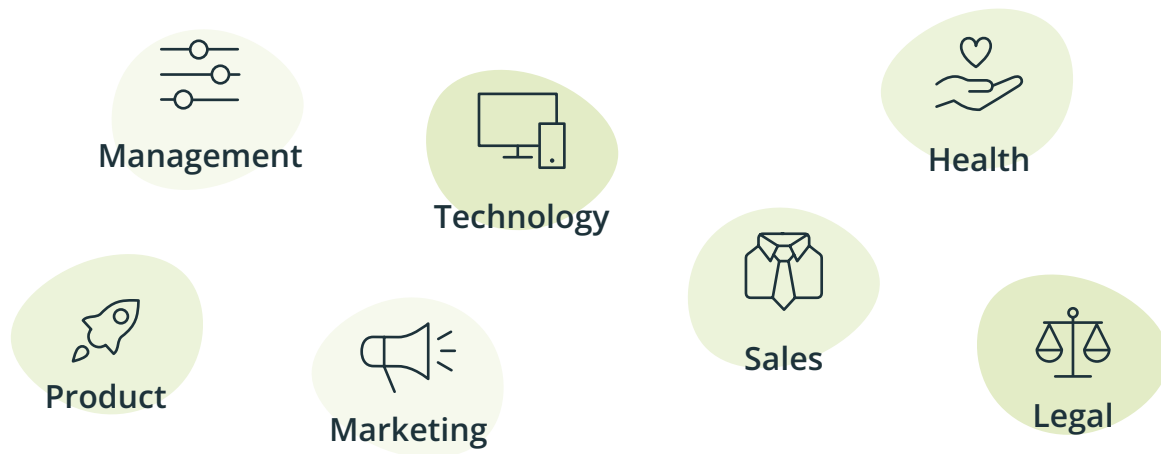 Management
Technology
Health
Product
Marketing
Sales
Legal